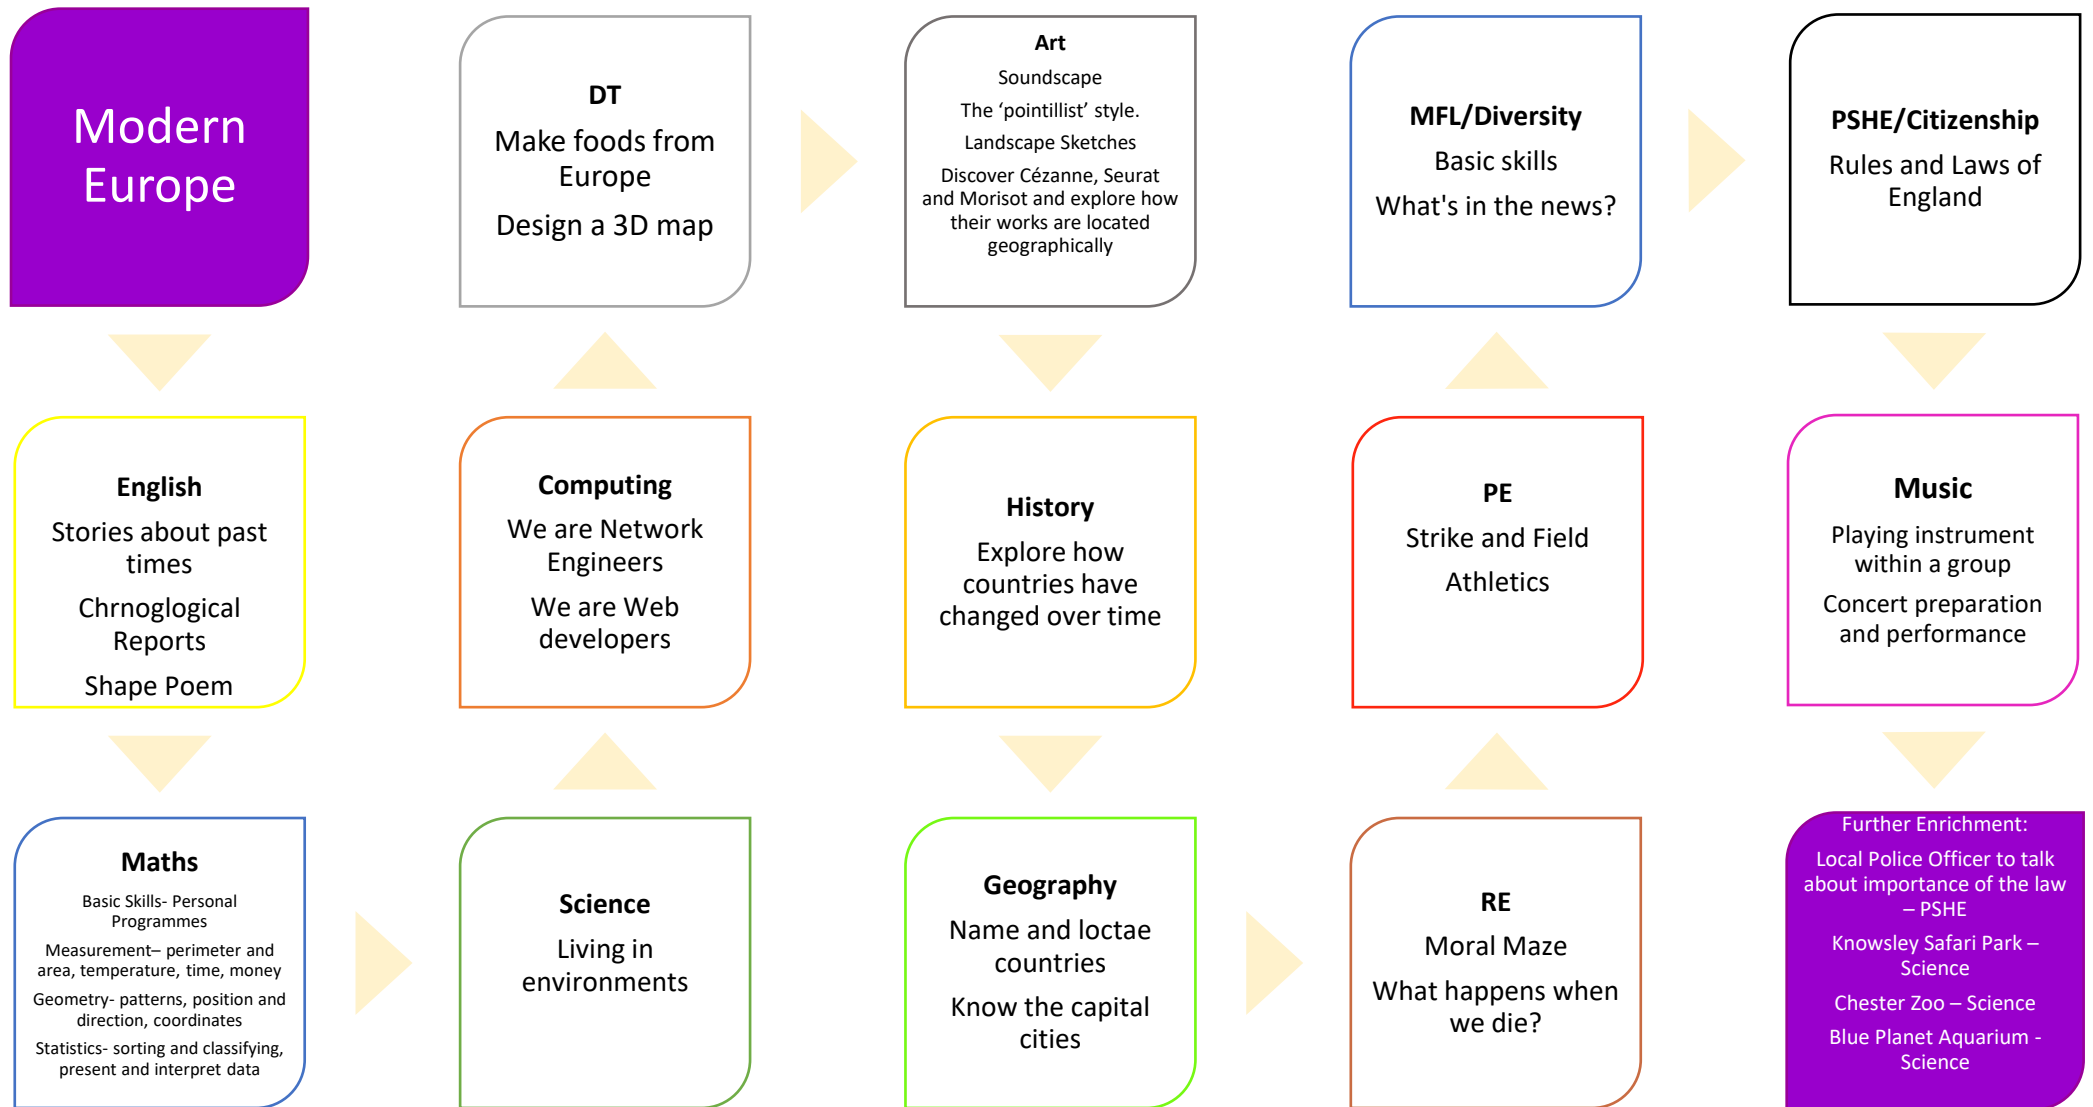 Modern
Europe
English
Stories about past
times
Chrnoglogical
Reports
Shape Poem
Maths
Basic Skills- Personal
Programmes
Measurement– perimeter and
area, temperature, time, money
Geometry- patterns, position and
direction, coordinates
Statistics- sorting and classifying,
present and interpret data
Science
Living in
environments
Computing
We are Network
Engineers
We are Web
developers
DT
Make foods from
Europe
Design a 3D map
Art
Soundscape
The ‘pointillist’ style.
Landscape Sketches
Discover Cézanne, Seurat
and Morisot and explore how
their works are located
geographically
History
Explore how
countries have
changed over time
Geography
Name and loctae
countries
Know the capital
cities
RE
Moral Maze
What happens when
we die?
PE
Strike and Field
Athletics
MFL/Diversity
Basic skills
What's in the news?
PSHE/Citizenship
Rules and Laws of
England
Music
Playing instrument
within a group
Concert preparation
and performance
Further Enrichment:
Local Police Officer to talk
about importance of the law
– PSHE
Knowsley Safari Park –
Science
Chester Zoo – Science
Blue Planet Aquarium -
Science